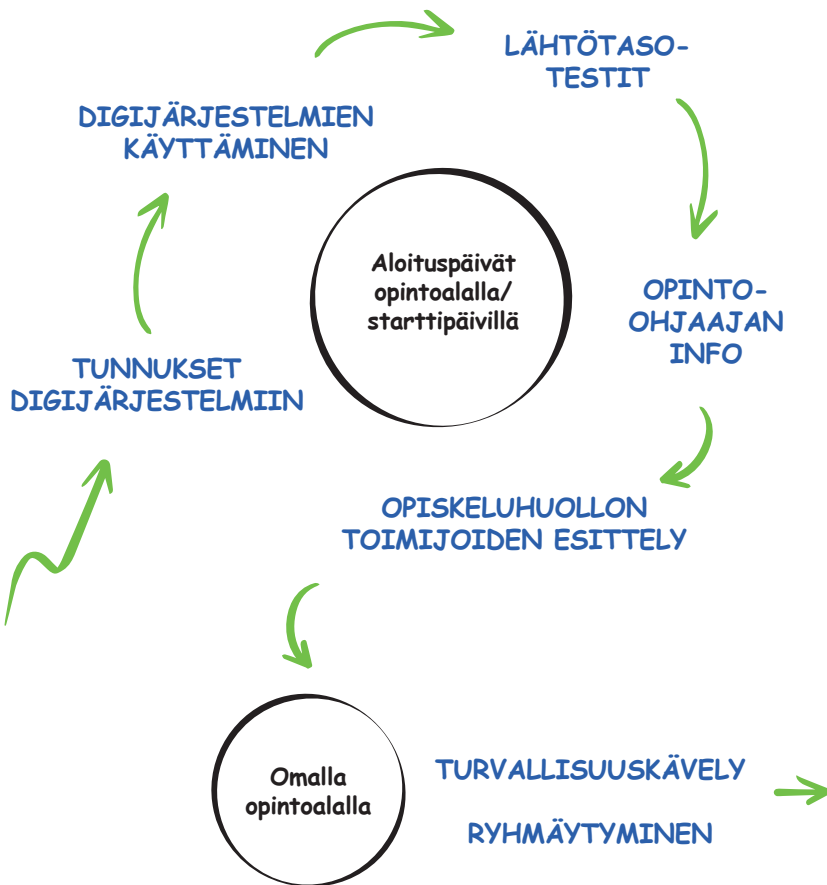 LÄHTÖTASO-
TESTIT
DIGIJÄRJESTELMIEN
KÄYTTÄMINEN
Aloituspäivät
opintoalalla/
starttipäivillä
OPINTO-
OHJAAJAN
INFO
TUNNUKSET
DIGIJÄRJESTELMIIN
OPISKELUHUOLLON
TOIMIJOIDEN ESITTELY
Omalla
opintoalalla
TURVALLISUUSKÄVELY
RYHMÄYTYMINEN